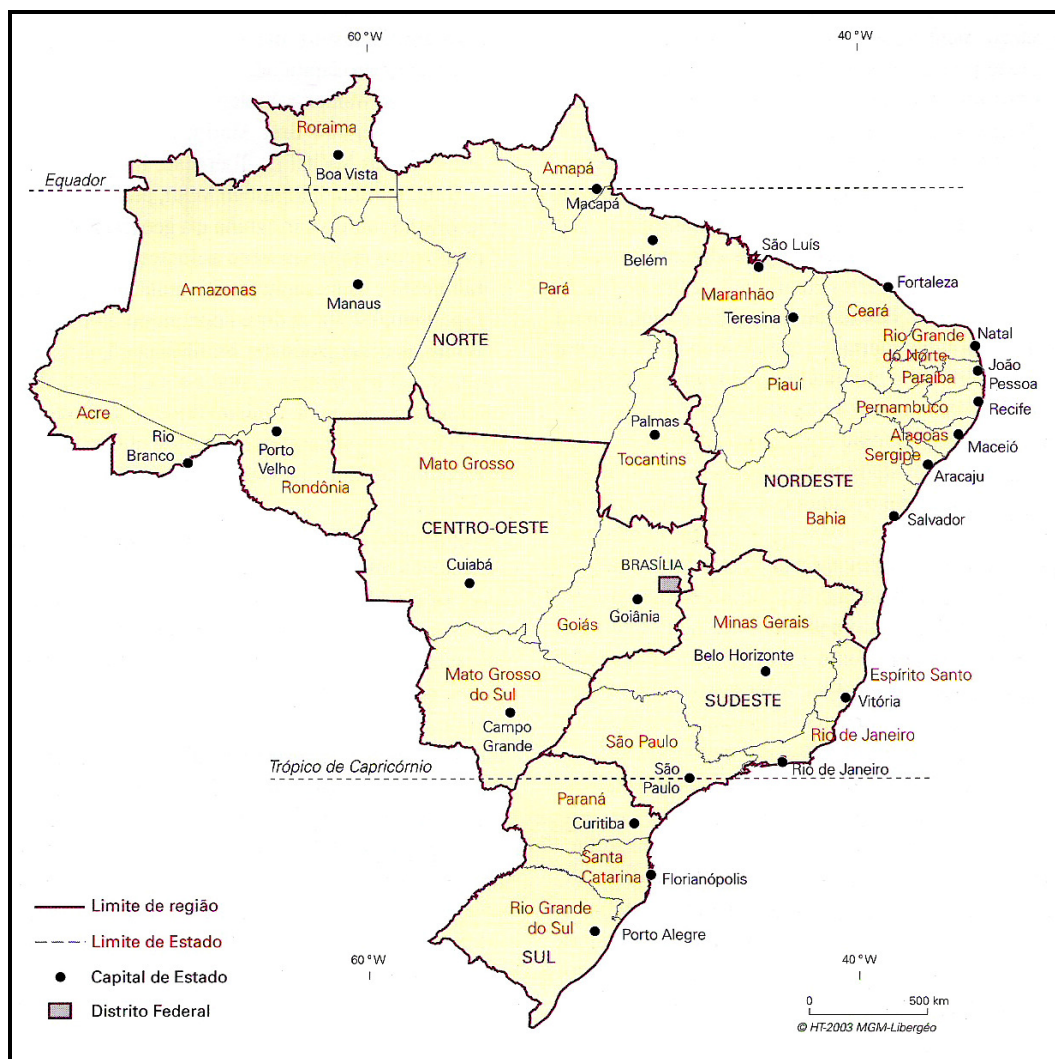 60 °W
40 °W
Roraima
Boa Vista
Amapá
Equador
Macapá
Belém
São Luís
Amazonas
Manaus
Pará
Maranhão
Fortaleza
Teresina
Ceará
NORTE
Rio Grande
do Norte
Natal
João
Pessoa
Paraíba
Piauí
Acre
Pernambuco
Recife
Rio
Branco
Porto
Velho
Palmas
Alagoas
Maceió
Mato Grosso
Tocantins
Sergipe
Rondônia
NORDESTE
Aracaju
CENTRO-OESTE
Bahia
Salvador
Cuiabá
BRASÍLIA
Goiânia
Goiás
Minas Gerais
Belo Horizonte
Mato Grosso
do Sul
Espírito Santo
SUDESTE
Vitória
Campo
Grande
São Paulo
Rio de Janeiro
Trópico de Capricórnio
São
Paulo
Rio de Janeiro
Paraná
Curitiba
Santa
Catarina
Florianópolis
Limite de região
Rio Grande
do Sul
Porto Alegre
Limite de Estado
SUL
60 °W
40 °W
Capital de Estado
Distrito Federal
0 500 km
© HT-2003 MGM-Libergéo